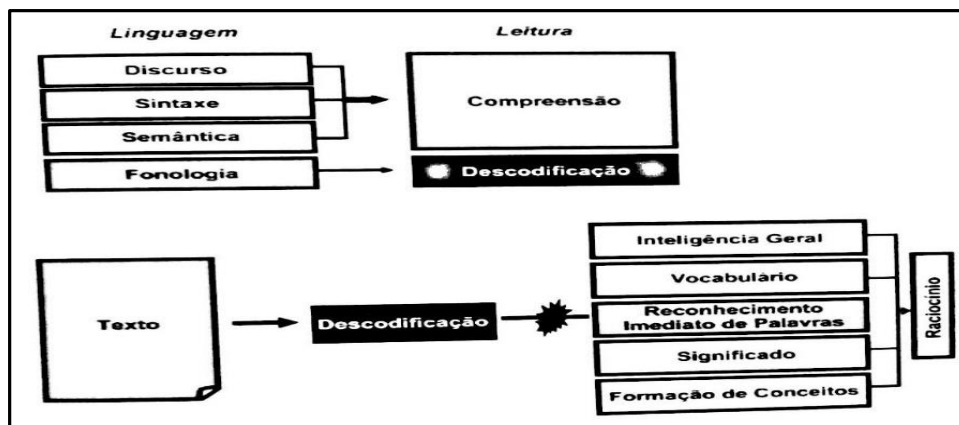 Linguagem
Leitura
Discurso
Sintaxe
Semântica
Fonologia
Compreensão
Descodificação
Texto
Descodificação
Inteligência Geral
Vocabulário
Reconhecimento
Imediato de Palavras
Significado
Formação de Conceitos
Raciocínio